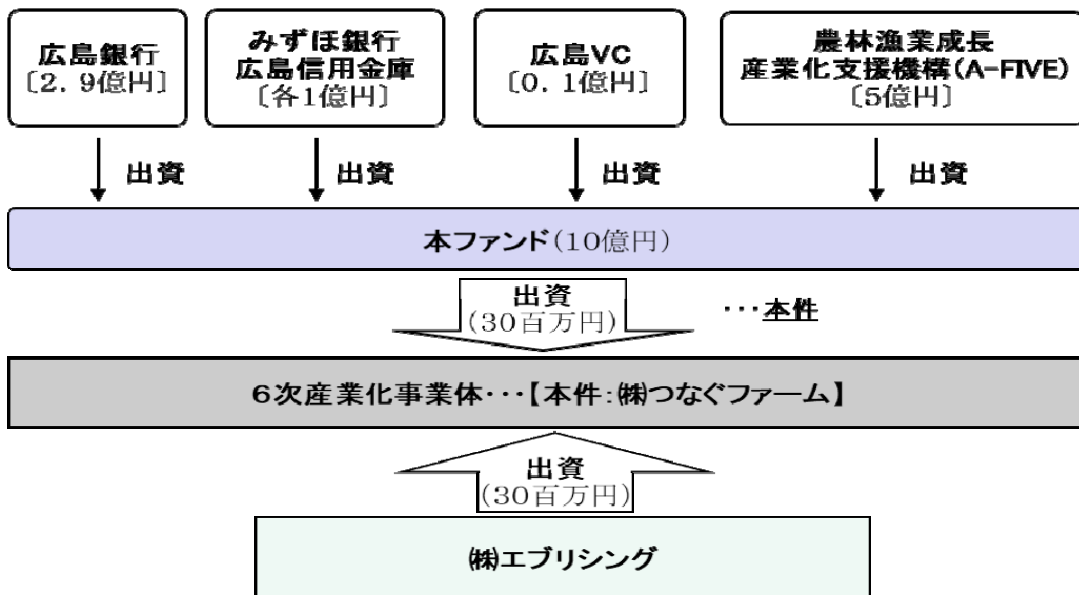 広島銀行
〔2．9億円〕
みずほ銀行
広島信用金庫
〔各1億円〕
広島VC
〔0．1億円〕
農林漁業成長
産業化支援機構(A-FIVE)
〔5億円〕
出資
出資
出資
出資
本ファンド(10億円)
出資
(30百万円)
･･･本件
6次産業化事業体･･･【本件:㈱つなぐファーム】
出資
(30百万円)
㈱エブリシング